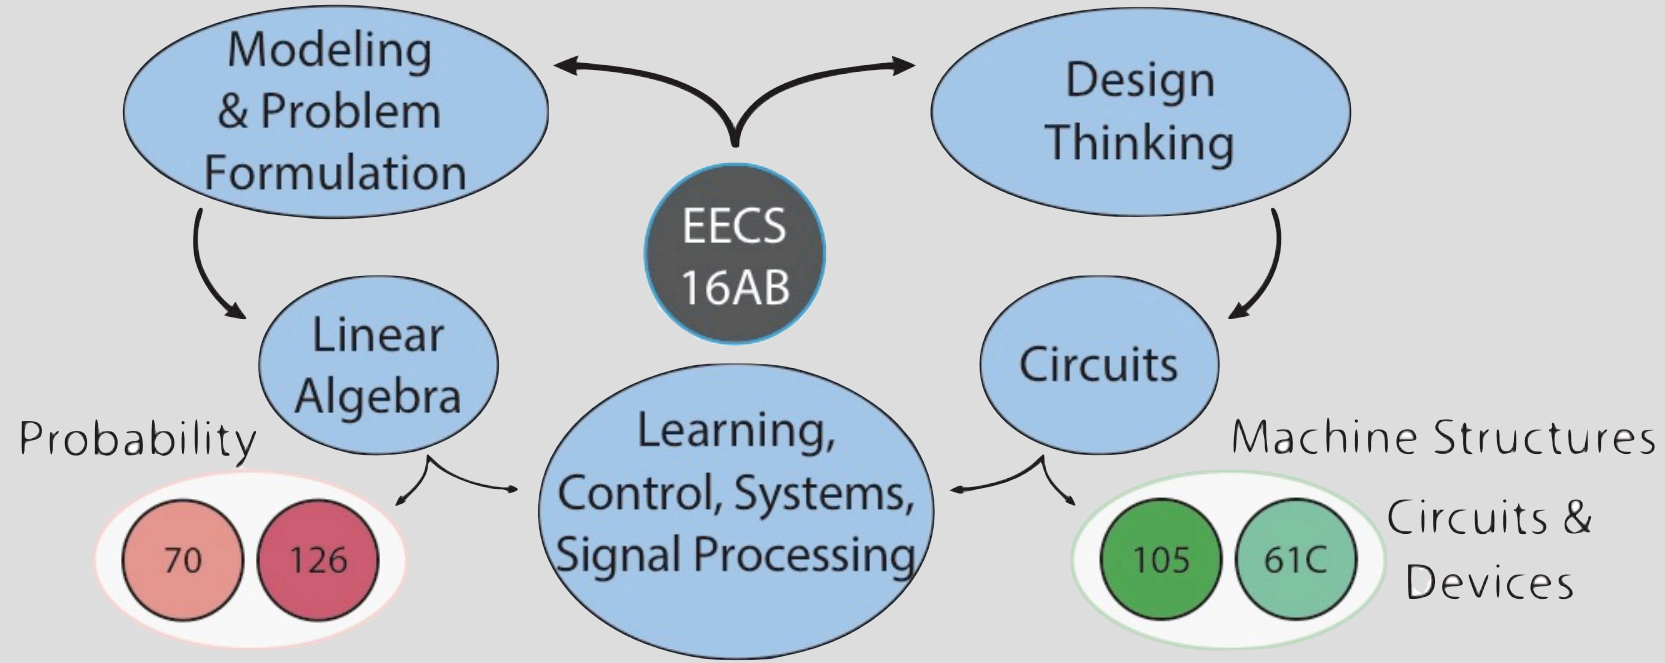 Modeling
& Problem
Formulation
Design
Thinking
EECS
16AB
Linear
Algebra
Circuits
Learning,
Control, Systems,
Signal Processing
Probability
70
126
Machine Structures
Circuits &
Devices
105
61C